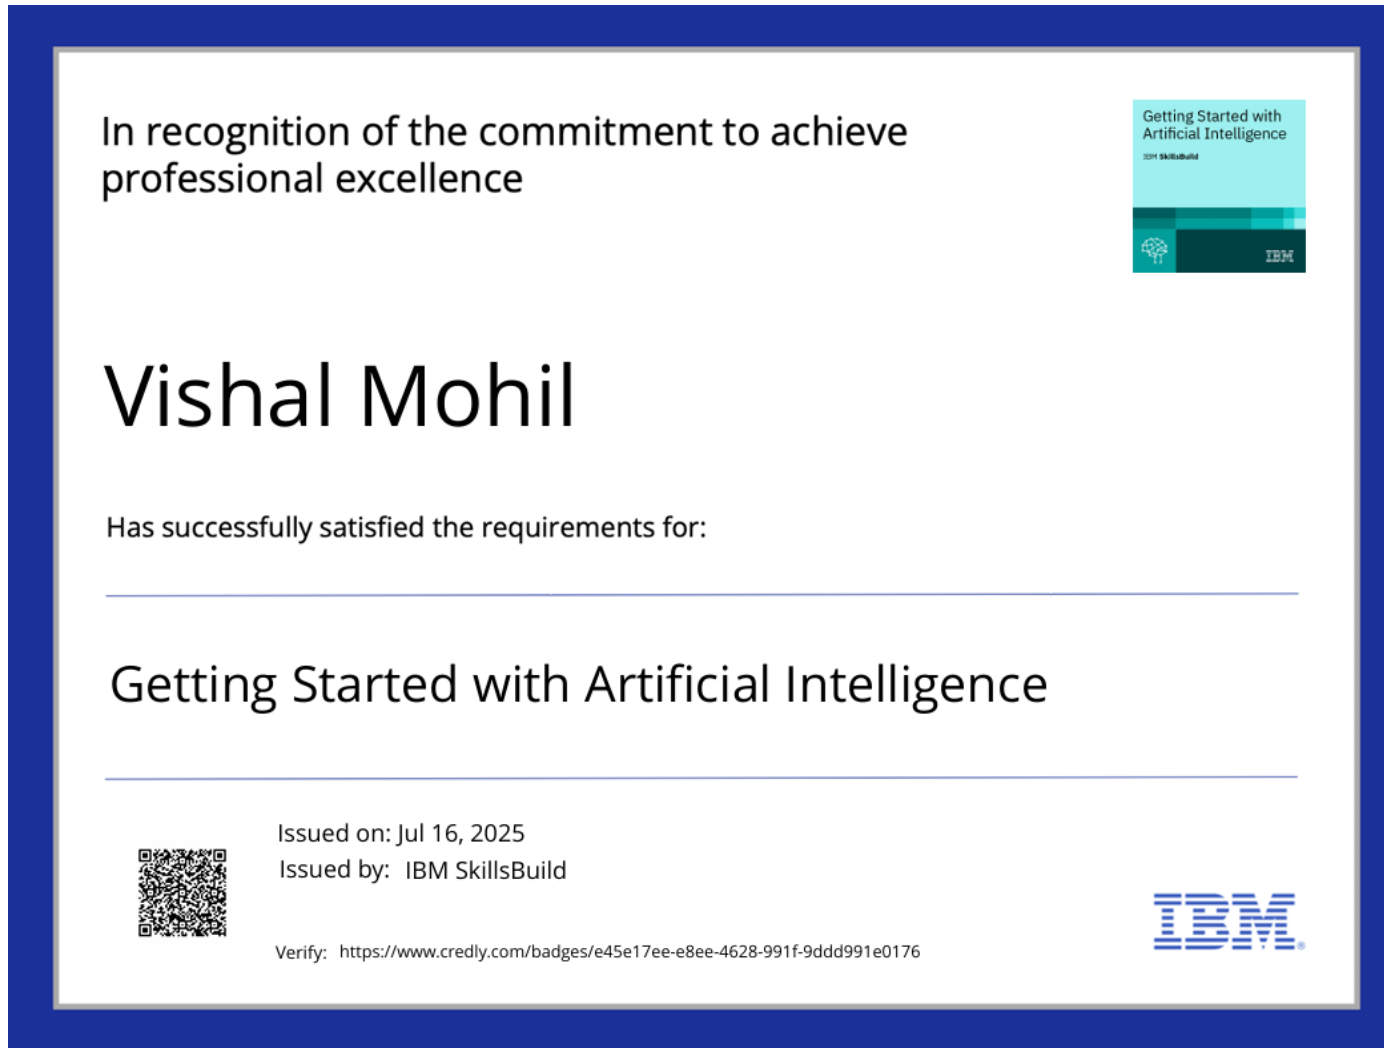 In recognition of the commitment to achieve
professional excellence
Getting Started with
Artificial Intelligence
IBM SkillsBuild
IBM
Vishal Mohil
Has successfully satisfied the requirements for:
Getting Started with Artificial Intelligence
Issued on: Jul 16, 2025
Issued by: IBM SkillsBuild
Verify: https://www.credly.com/badges/e45e17ee-e8ee-4628-991f-9ddd991e0176
IBM®